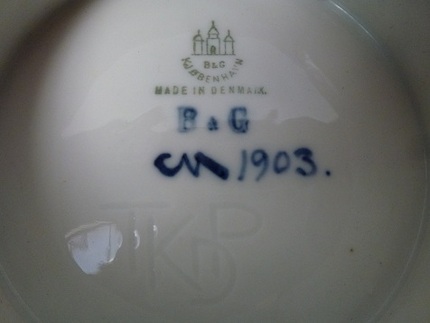 B&G
KJØBENHAVN
MADE IN DENMARK.
B & G
1903.